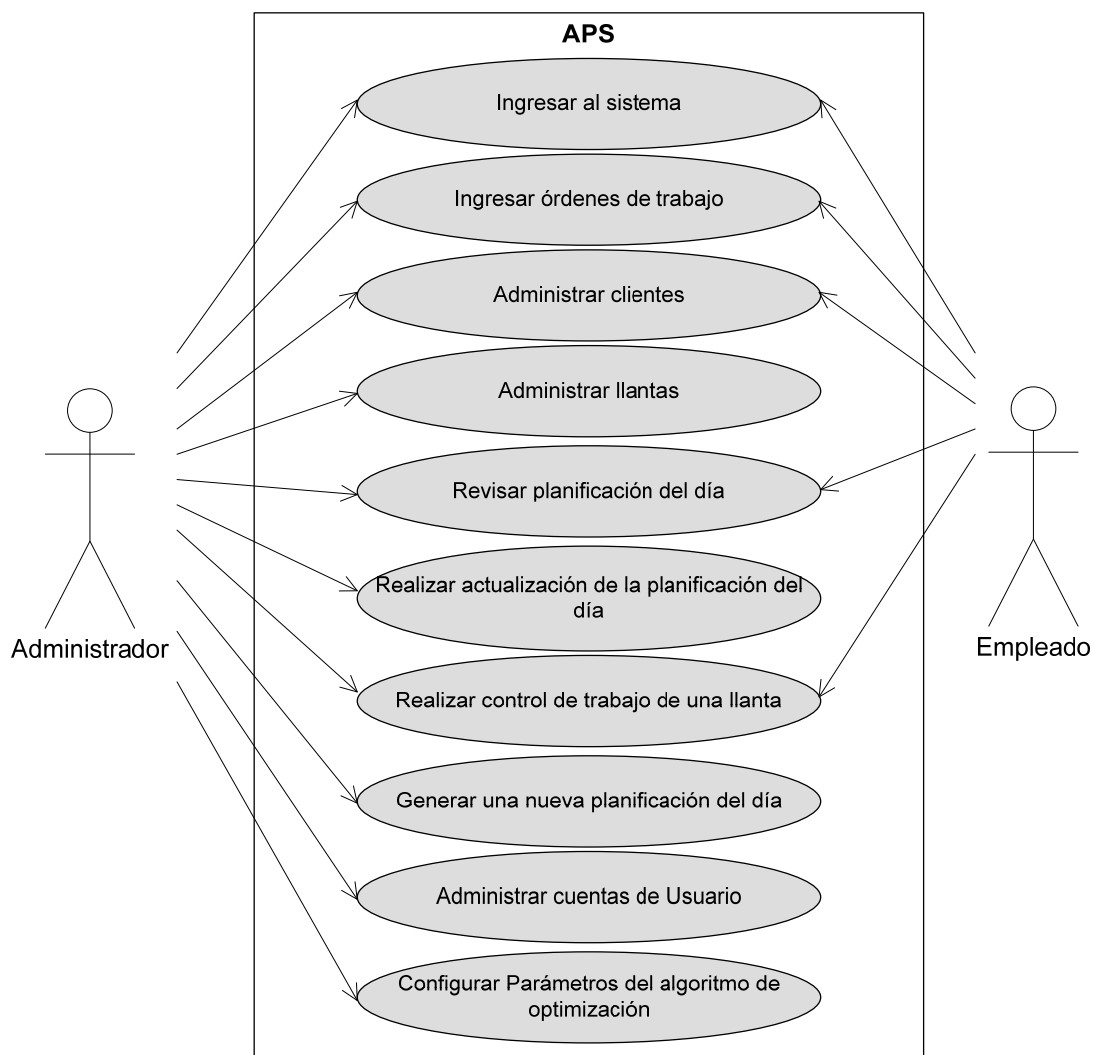 APS
Ingresar al sistema
Ingresar órdenes de trabajo
Administrar clientes
Administrar llantas
Revisar planificación del día
Realizar actualización de la planificación del
día
Administrador
Empleado
Realizar control de trabajo de una llanta
Generar una nueva planificación del día
Administrar cuentas de Usuario
Configurar Parámetros del algoritmo de
optimización